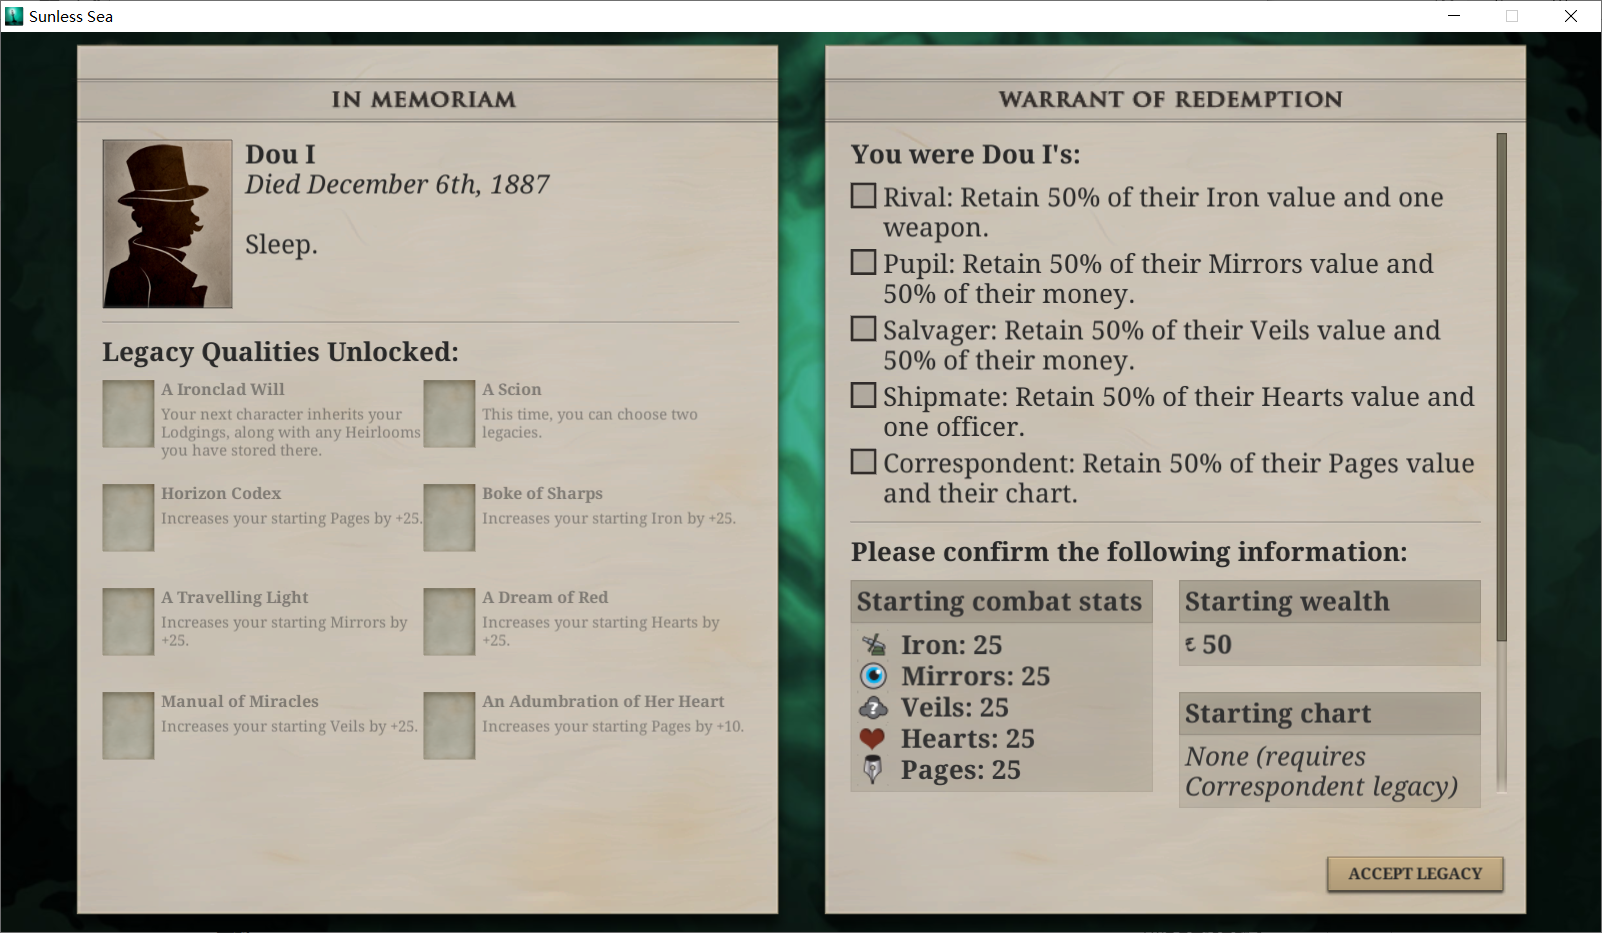 Sunless Sea
IN MEMORIAM
Dou I
Died December 6th, 1887
Sleep.
Legacy Qualities Unlocked:
A Ironclad Will
Your next character inherits your
Lodgings, along with any Heirlooms
you have stored there.
A Scion
This time, you can choose two
legacies.
Horizon Codex
Increases your starting Pages by +25.
Boke of Sharps
Increases your starting Iron by +25.
A Travelling Light
Increases your starting Mirrors by
+25.
A Dream of Red
Increases your starting Hearts by
+25.
Manual of Miracles
Increases your starting Veils by +25.
An Adumbration of Her Heart
Increases your starting Pages by +10.
WARRANT OF REDEMPTION
You were Dou I's:
Rival: Retain 50% of their Iron value and one
weapon.
Pupil: Retain 50% of their Mirrors value and
50% of their money.
Salvager: Retain 50% of their Veils value and
50% of their money.
Shipmate: Retain 50% of their Hearts value and
one officer.
Correspondent: Retain 50% of their Pages value
and their chart.
Please confirm the following information:
Starting combat stats
Iron: 25
Mirrors: 25
Veils: 25
Hearts: 25
Pages: 25
Starting wealth
50
Starting chart
None (requires
Correspondent legacy)
ACCEPT LEGACY